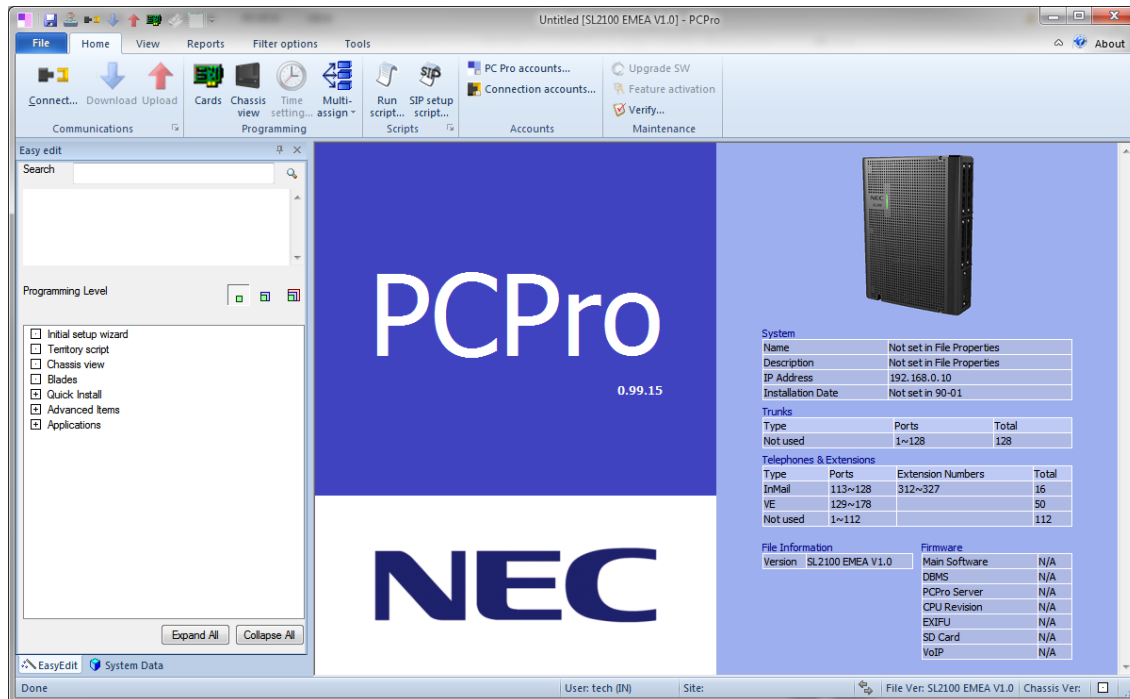 Untitled [SL2100 EMEA V1.0] - PCPro
File Home View Reports Filter options Tools About
Connect... Download Upload
Communications
Cards Chassis view Time setting... Multi-assign
Programming
Run script... SIP setup script...
Scripts
PC Pro accounts...
Connection accounts...
Accounts
Upgrade SW
Feature activation
Verify...
Maintenance
Easy edit
Search
Programming Level
Initial setup wizard
Territory script
Chassis view
Blades
Quick Install
Advanced Items
Applications
Expand All Collapse All
EasyEdit System Data
PCPro
0.99.15
NEC
NEC
System
Name Not set in File Properties
Description Not set in File Properties
IP Address 192.168.0.10
Installation Date Not set in 90-01
Trunks
Type Ports Total
Not used 1~128 128
Telephones & Extensions
Type Ports Extension Numbers Total
InMail 113~128 312~327 16
VE 129~178 50
Not used 1~112 112
File Information
Version SL2100 EMEA V1.0
Firmware
Main Software N/A
DBMS N/A
PCPro Server N/A
CPU Revision N/A
EXIFU N/A
SD Card N/A
VoIP N/A
Done User: tech (IN) Site: File Ver: SL2100 EMEA V1.0 Chassis Ver: